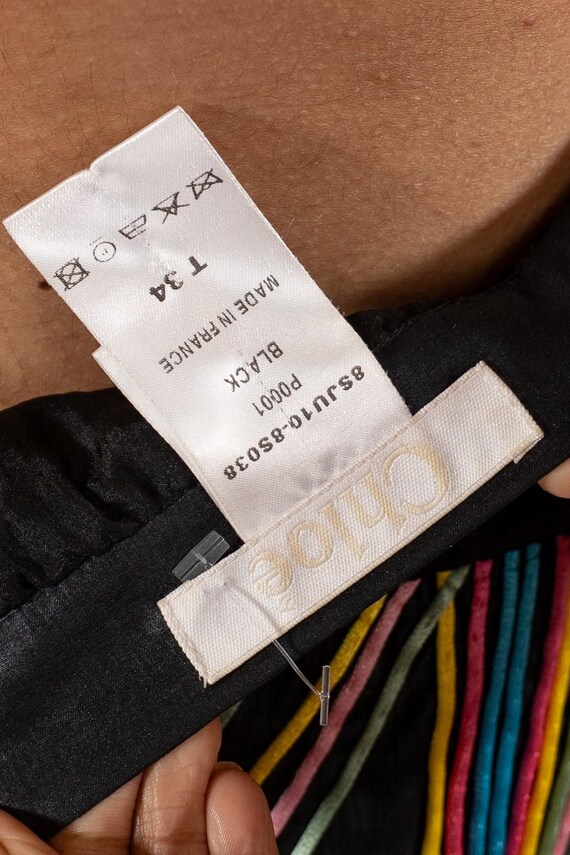 Chloé
8SJU10-8S038
P0001
BLACK
MADE IN FRANCE
T 34